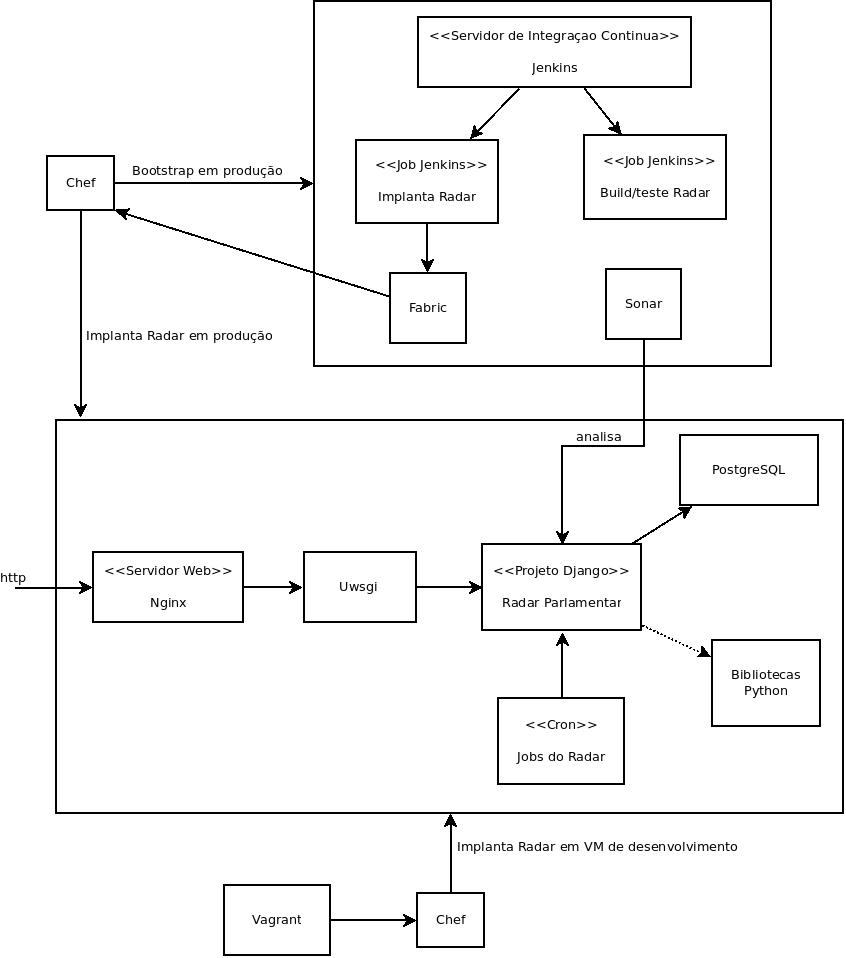 <<Servidor de Integraçao Continua>>
Jenkins
<<Job Jenkins>>
Implanta Radar
<<Job Jenkins>>
Build/teste Radar
Chef
Bootstrap em produção
Fabric
Sonar
Implanta Radar em produção
analisa
PostgreSQL
http
<<Servidor Web>>
Nginx
Uwsgi
<<Projeto Django>>
Radar Parlamentar
Bibliotecas
Python
<<Cron>>
Jobs do Radar
Implanta Radar em VM de desenvolvimento
Vagrant
Chef